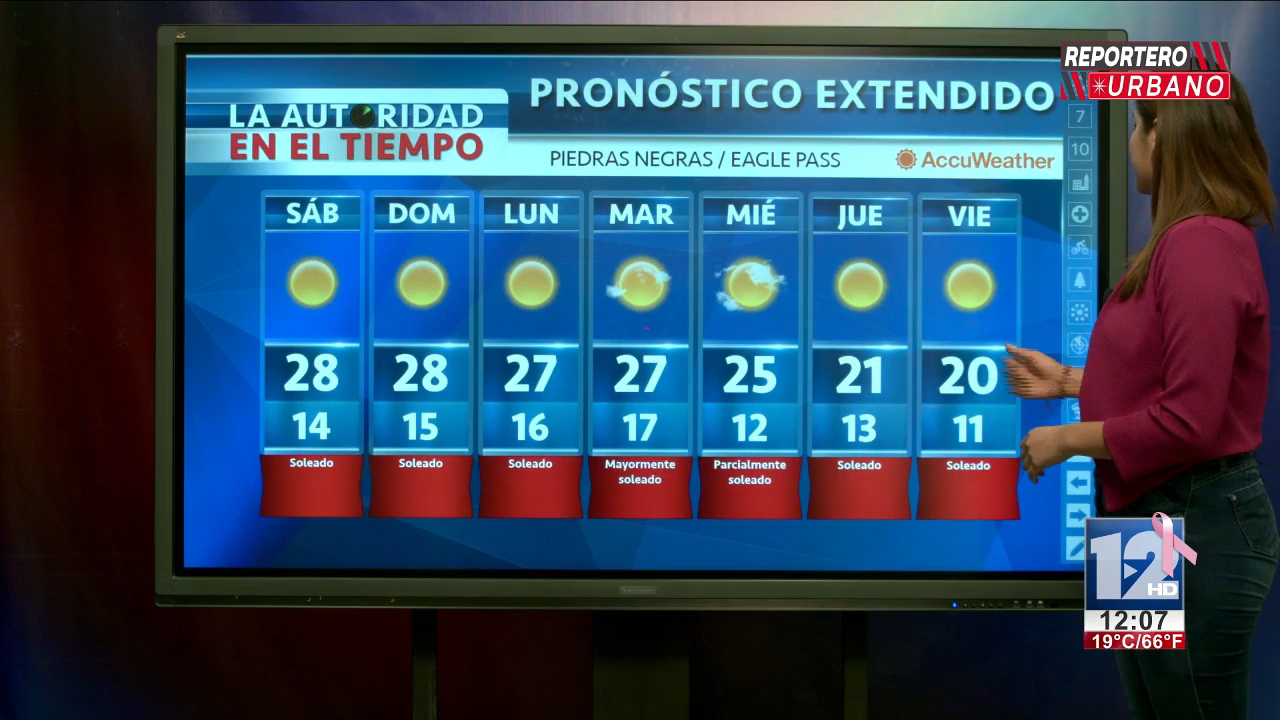 REPORTERO
URBANO
LA AUTORIDAD
EN EL TIEMPO
PRONÓSTICO EXTENDIDO
PIEDRAS NEGRAS / EAGLE PASS
AccuWeather
7
10
SÁB DOM LUN MAR MIÉ JUE VIE
28 28 27 27 25 21 20
14 15 16 17 12 13 11
Soleado Soleado Soleado Mayormente soleado Parcialmente soleado Soleado Soleado
12
HD
12:07
19°C/66°F